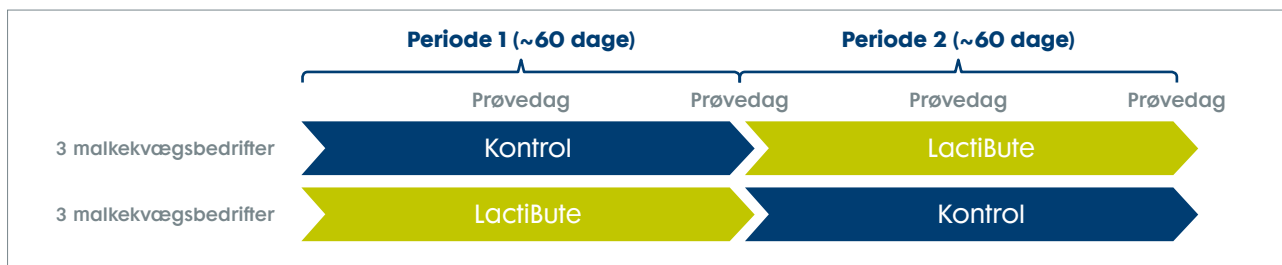 Periode 1 (~60 dage) Periode 2 (~60 dage)
Prøvedag Prøvedag Prøvedag Prøvedag
3 malkekvægsbedrifter Kontrol LactiBute
3 malkekvægsbedrifter LactiBute Kontrol